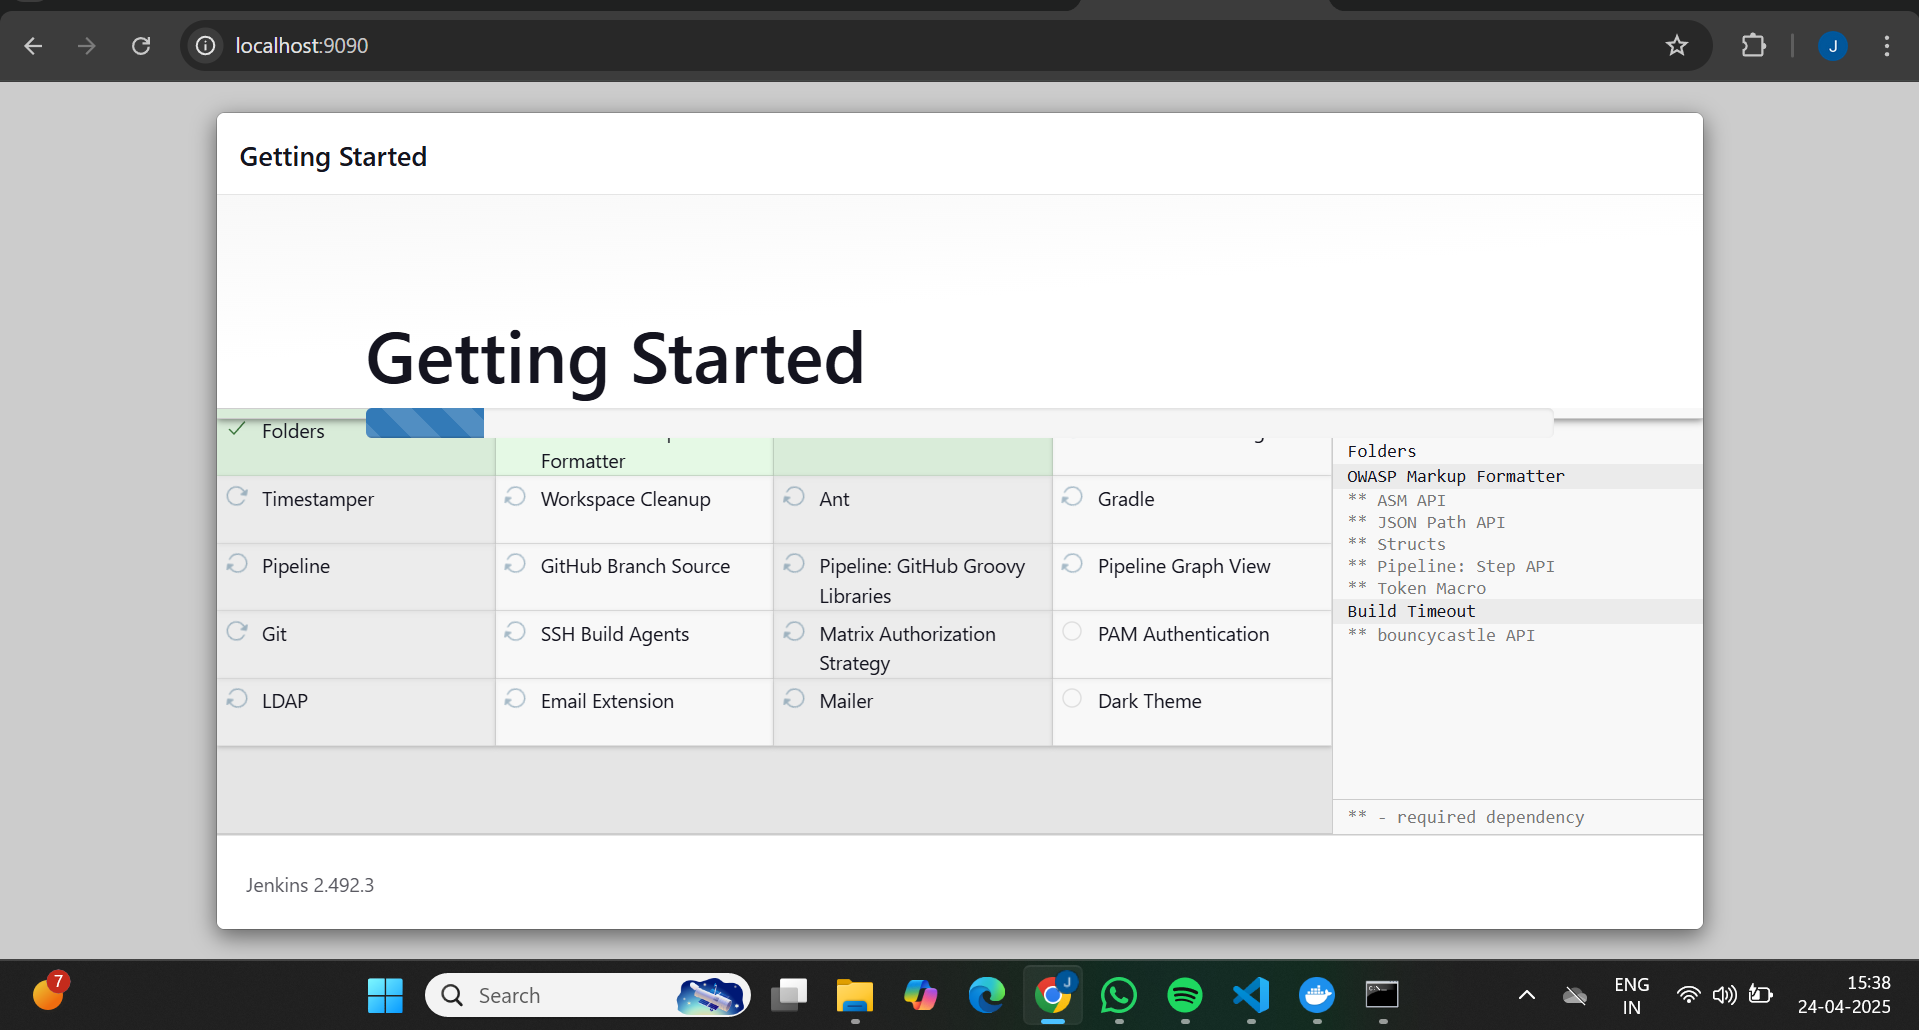 localhost:9090
J
Getting Started
Getting Started
Folders
Formatter
Timestamper
Workspace Cleanup
Ant
Gradle
Pipeline
GitHub Branch Source
Pipeline: GitHub Groovy
Libraries
Pipeline Graph View
Git
SSH Build Agents
Matrix Authorization
Strategy
PAM Authentication
LDAP
Email Extension
Mailer
Dark Theme
Folders
OWASP Markup Formatter
** ASM API
** JSON Path API
** Structs
** Pipeline: Step API
** Token Macro
Build Timeout
** bouncycastle API
** - required dependency
Jenkins 2.492.3
7
Search
J
ENG
IN
15:38
24-04-2025